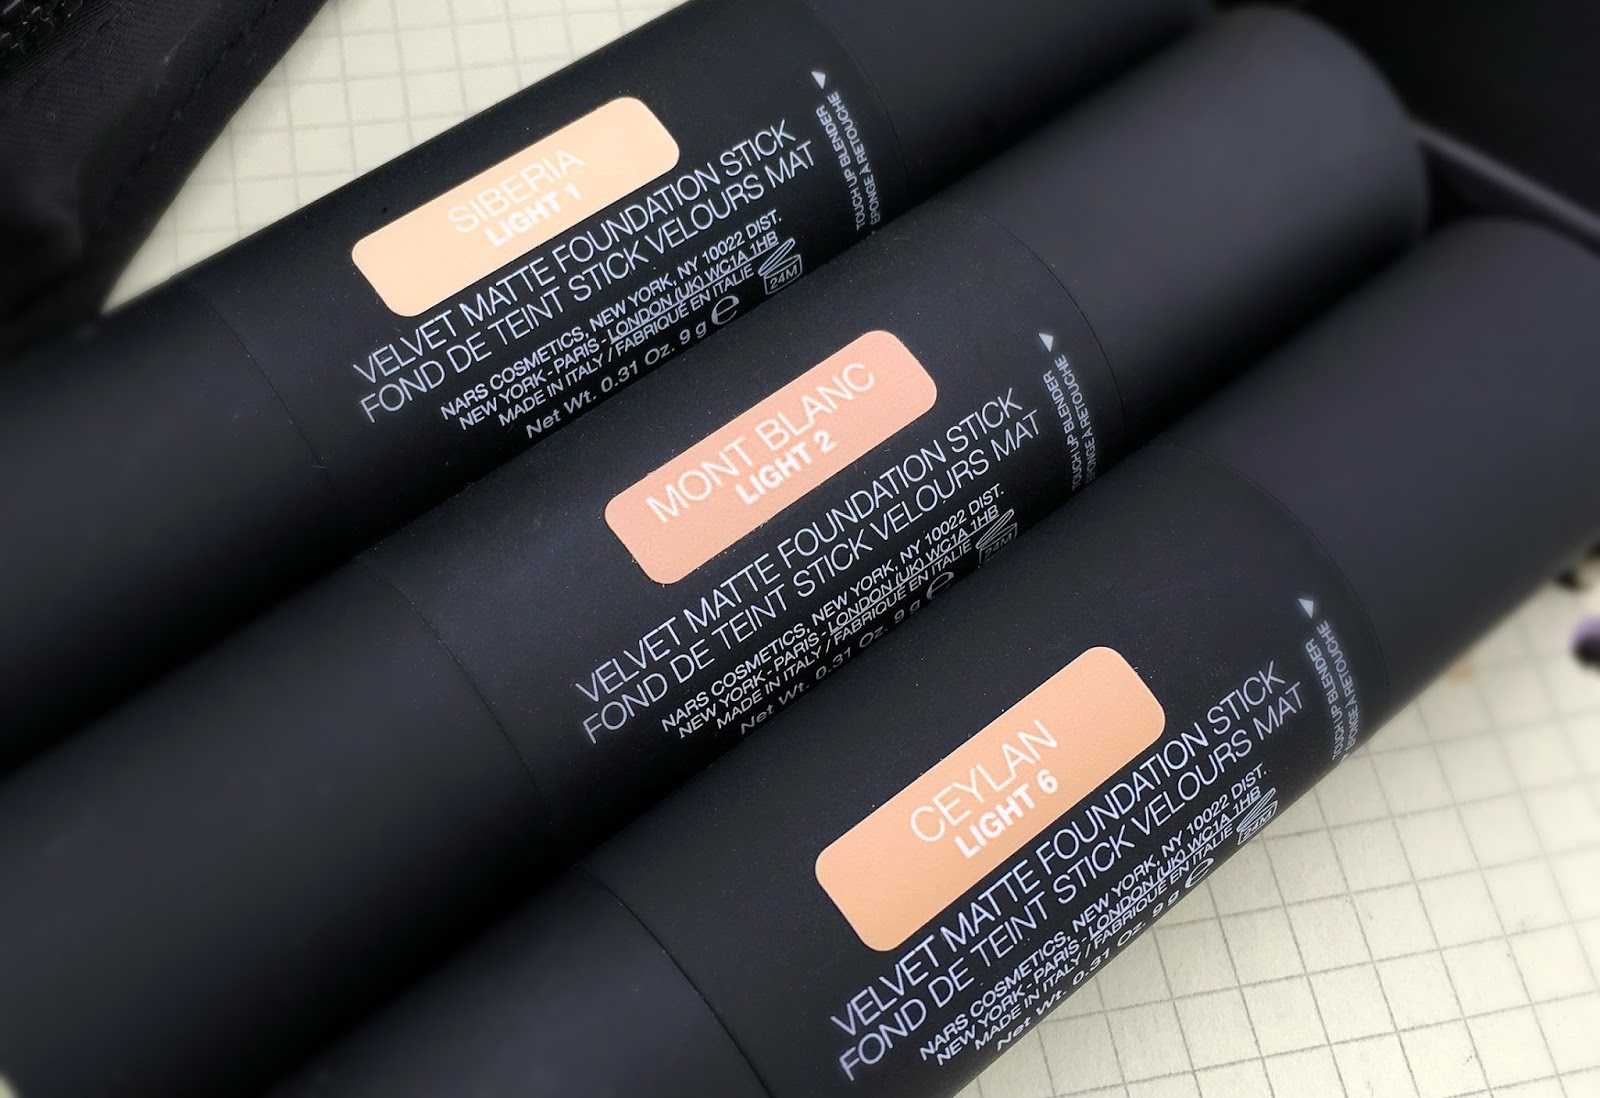 SIBERIA
LIGHT 1
VELVET MATTE FOUNDATION STICK
FOND DE TEINT STICK VELOURS MAT
NARS COSMETICS, NEW YORK, NY 10022 DIST.
NEW YORK - PARIS - LONDON (UK) WC1A 1HB
MADE IN ITALY / FABRIQUÉ EN ITALIE
Net Wt. 0.31 Oz. 9 g e
24M
TOUCH UP BLENDER
ÉPONGE À RETOUCHE
MONT BLANC
LIGHT 2
VELVET MATTE FOUNDATION STICK
FOND DE TEINT STICK VELOURS MAT
NARS COSMETICS, NEW YORK, NY 10022 DIST.
NEW YORK - PARIS - LONDON (UK) WC1A 1HB
MADE IN ITALY / FABRIQUÉ EN ITALIE
Net Wt. 0.31 Oz. 9 g e
24M
TOUCH UP BLENDER
ÉPONGE À RETOUCHE
CEYLAN
LIGHT 6
VELVET MATTE FOUNDATION STICK
FOND DE TEINT STICK VELOURS MAT
NARS COSMETICS, NEW YORK, NY 10022 DIST.
NEW YORK - PARIS - LONDON (UK) WC1A 1HB
MADE IN ITALY / FABRIQUÉ EN ITALIE
Net Wt. 0.31 Oz. 9 g e
24M
TOUCH UP BLENDER
ÉPONGE À RETOUCHE